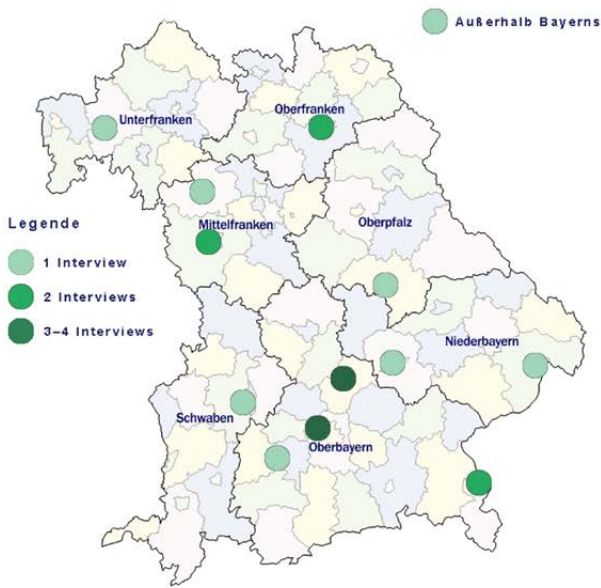 Außerhalb Bayerns
Unterfranken
Oberfranken
Mittelfranken
Oberpfalz
Legende
1 Interview
2 Interviews
3–4 Interviews
Niederbayern
Schwaben
Oberbayern